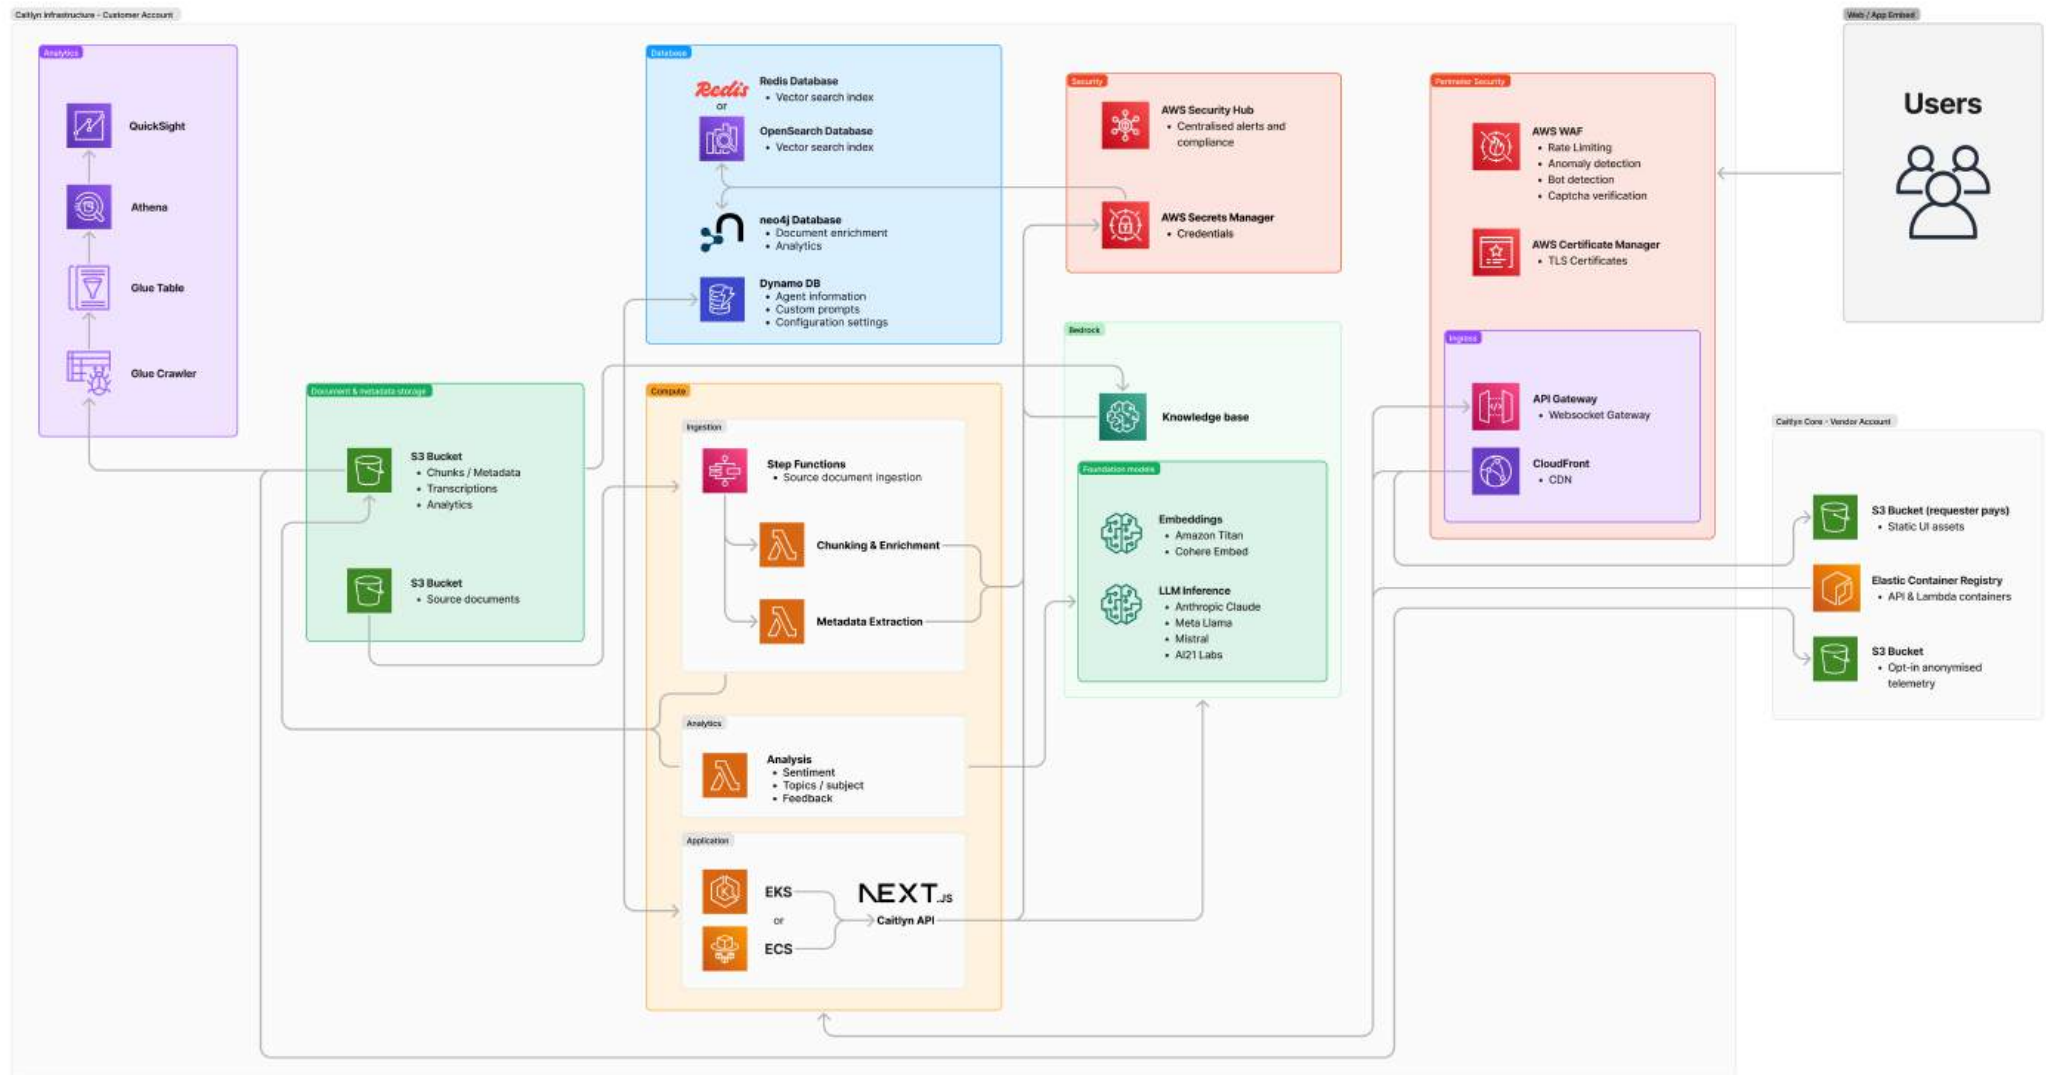 Caitlyn Infrastructure - Customer Account
Analytics
QuickSight
Athena
Glue Table
Glue Crawler
Document & metadata storage
S3 Bucket
• Chunks / Metadata
• Transcriptions
• Analytics
S3 Bucket
• Source documents
Database
Redis
or
Redis Database
• Vector search index
OpenSearch Database
• Vector search index
neo4j Database
• Document enrichment
• Analytics
Dynamo DB
• Agent information
• Custom prompts
• Configuration settings
Compute
Ingestion
Step Functions
• Source document ingestion
Chunking & Enrichment
Metadata Extraction
Analytics
Analysis
• Sentiment
• Topics / subject
• Feedback
Application
EKS
or
ECS
NEXT.JS
Caitlyn API
Security
AWS Security Hub
• Centralised alerts and
compliance
AWS Secrets Manager
• Credentials
Bedrock
Knowledge base
Foundation models
Embeddings
• Amazon Titan
• Cohere Embed
LLM Inference
• Anthropic Claude
• Meta Llama
• Mistral
• AI21 Labs
Perimeter Security
AWS WAF
• Rate Limiting
• Anomaly detection
• Bot detection
• Captcha verification
AWS Certificate Manager
• TLS Certificates
Ingress
API Gateway
• Websocket Gateway
CloudFront
• CDN
Web / App Embed
Users
Caitlyn Core - Vendor Account
S3 Bucket (requester pays)
• Static UI assets
Elastic Container Registry
• API & Lambda containers
S3 Bucket
• Opt-in anonymised
telemetry